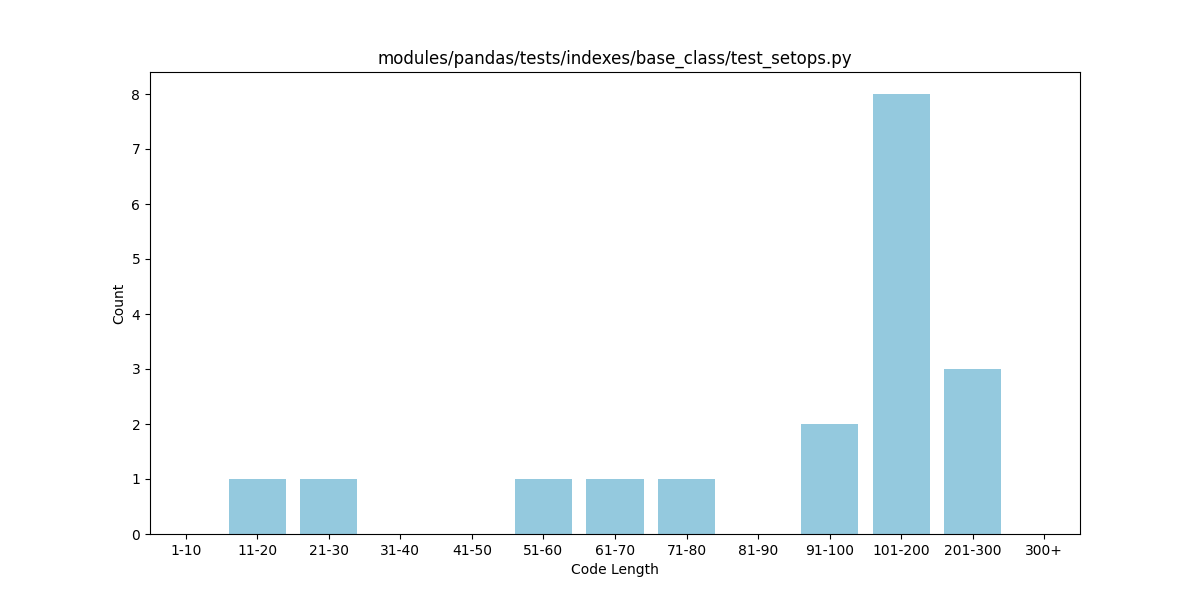 modules/pandas/tests/indexes/base_class/test_setops.py
8
7
6
5
4
3
2
1
0
Count
1-10 11-20 21-30 31-40 41-50 51-60 61-70 71-80 81-90 91-100 101-200 201-300 300+
Code Length